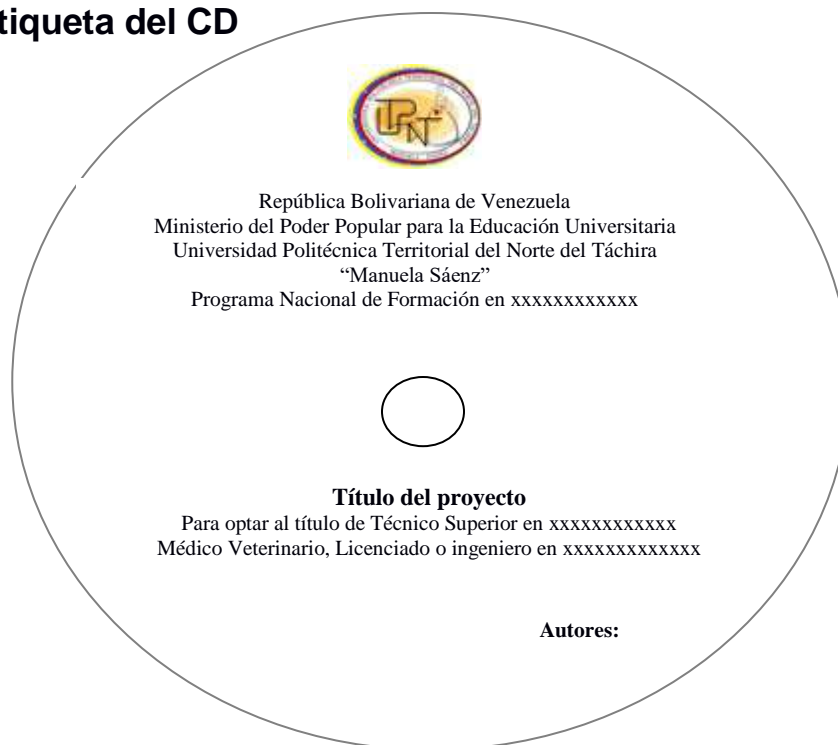 tiqueta del CD
República Bolivariana de Venezuela
Ministerio del Poder Popular para la Educación Universitaria
Universidad Politécnica Territorial del Norte del Táchira
“Manuela Sáenz”
Programa Nacional de Formación en xxxxxxxxxxxx
Título del proyecto
Para optar al título de Técnico Superior en xxxxxxxxxxxx
Médico Veterinario, Licenciado o ingeniero en xxxxxxxxxxxxx
Autores: